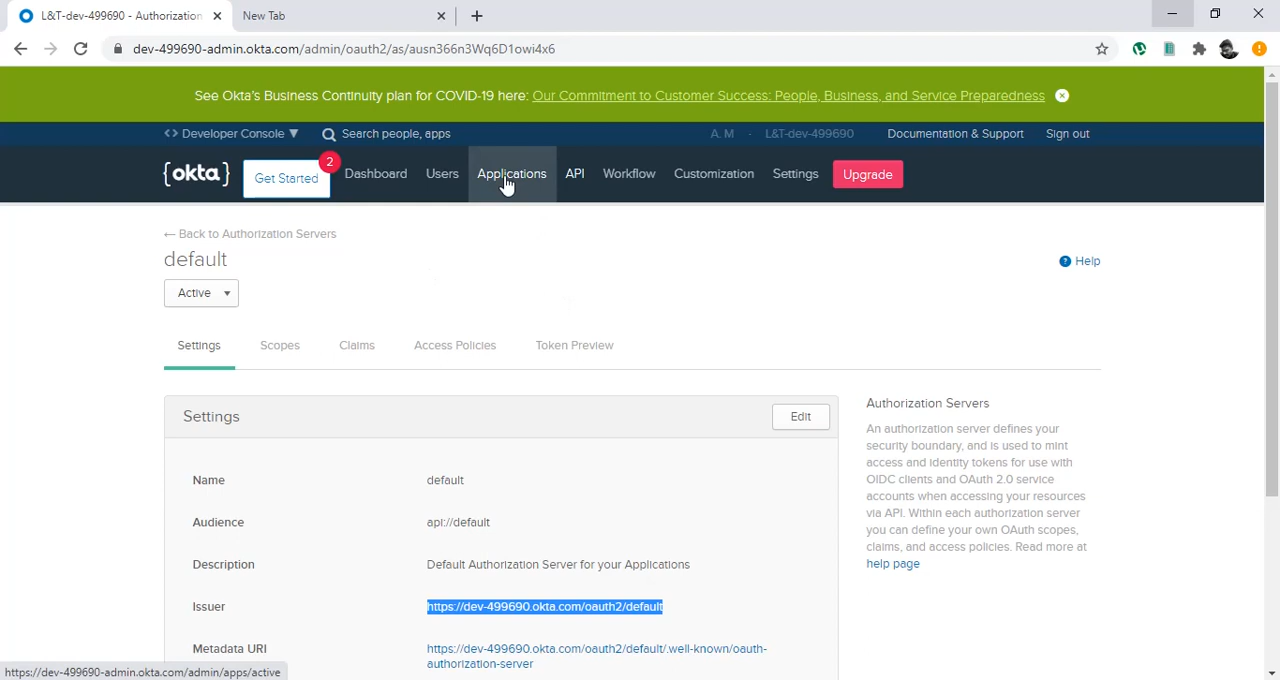 L&T-dev-499690 - Authorization
New Tab
dev-499690-admin.okta.com/admin/oauth2/as/ausn366n3Wq6D1owi4x6
See Okta's Business Continuity plan for COVID-19 here: Our Commitment to Customer Success: People, Business, and Service Preparedness
<> Developer Console
Search people, apps
A. M - L&T-dev-499690
Documentation & Support
Sign out
{okta}
Get Started
2
Dashboard
Users
Applications
API
Workflow
Customization
Settings
Upgrade
← Back to Authorization Servers
default
? Help
Active
Settings
Scopes
Claims
Access Policies
Token Preview
Settings
Edit
Name
default
Audience
api://default
Description
Default Authorization Server for your Applications
Issuer
https://dev-499690.okta.com/oauth2/default
Metadata URI
https://dev-499690.okta.com/oauth2/default/.well-known/oauth-
authorization-server
Authorization Servers
An authorization server defines your
security boundary, and is used to mint
access and identity tokens for use with
OIDC clients and OAuth 2.0 service
accounts when accessing your resources
via API. Within each authorization server
you can define your own OAuth scopes,
claims, and access policies. Read more at
help page
https://dev-499690-admin.okta.com/admin/apps/active